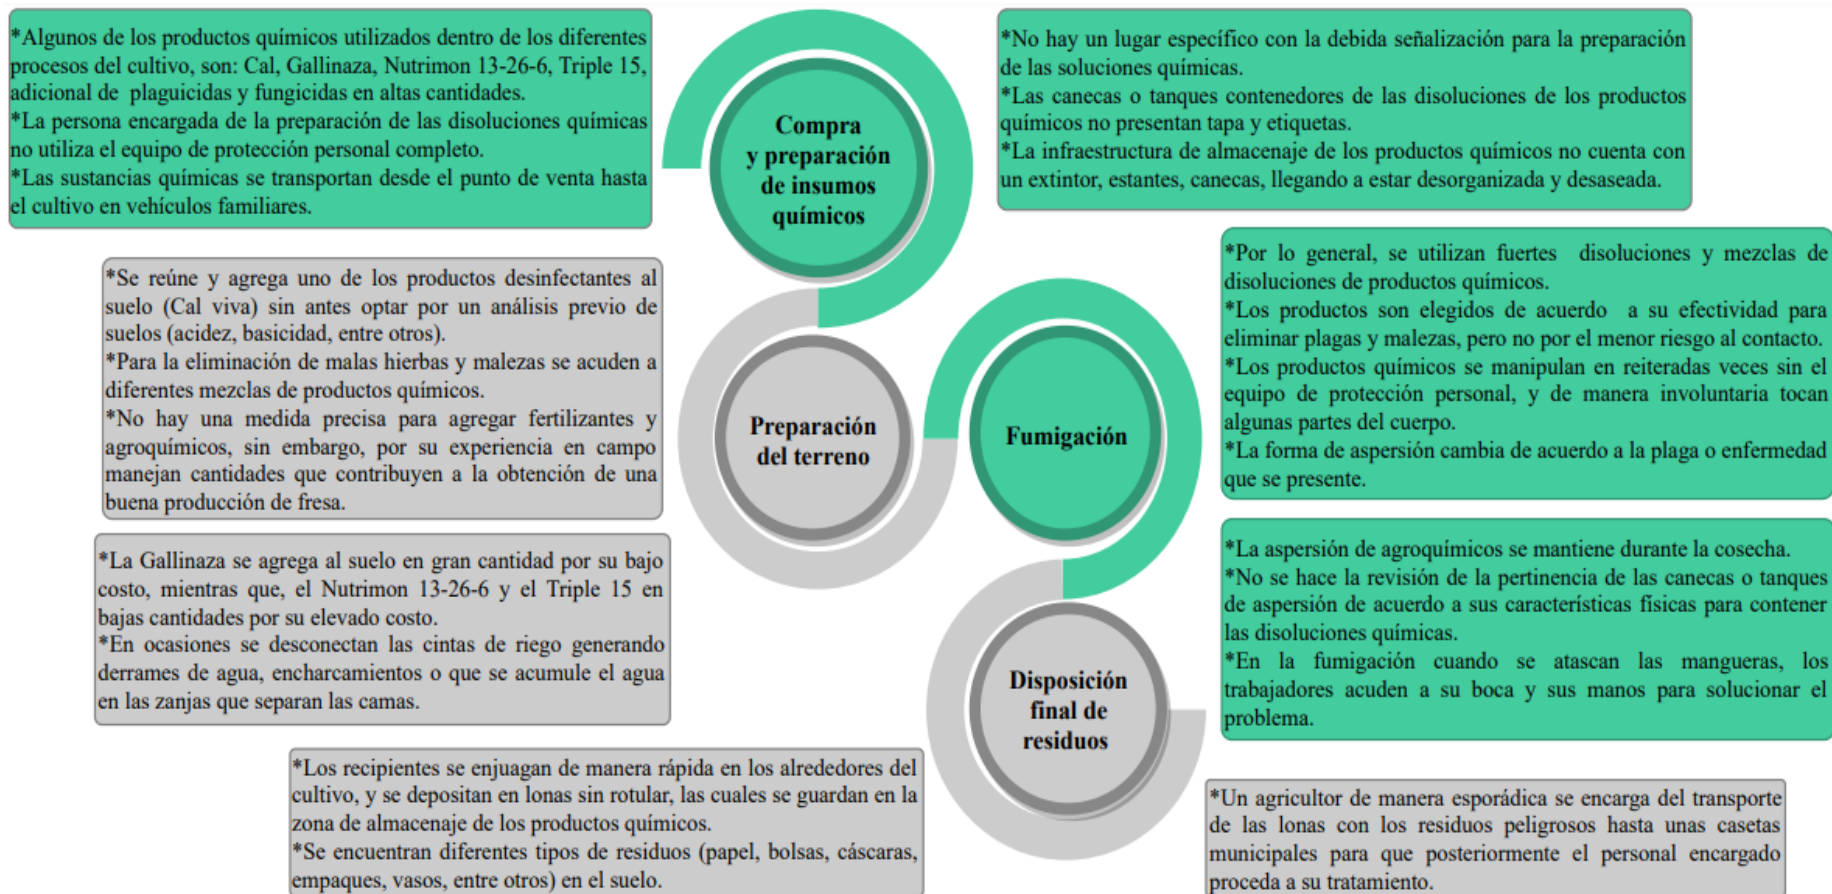 *Algunos de los productos químicos utilizados dentro de los diferentes
procesos del cultivo, son: Cal, Gallinaza, Nutrimon 13-26-6, Triple 15,
adicional de plaguicidas y fungicidas en altas cantidades.
*La persona encargada de la preparación de las disoluciones químicas
no utiliza el equipo de protección personal completo.
*Las sustancias químicas se transportan desde el punto de venta hasta
el cultivo en vehículos familiares.
Compra
y preparación
de insumos
químicos
*No hay un lugar específico con la debida señalización para la preparación
de las soluciones químicas.
*Las canecas o tanques contenedores de las disoluciones de los productos
químicos no presentan tapa y etiquetas.
*La infraestructura de almacenaje de los productos químicos no cuenta con
un extintor, estantes, canecas, llegando a estar desorganizada y desaseada.
*Se reúne y agrega uno de los productos desinfectantes al
suelo (Cal viva) sin antes optar por un análisis previo de
suelos (acidez, basicidad, entre otros).
*Para la eliminación de malas hierbas y malezas se acuden a
diferentes mezclas de productos químicos.
*No hay una medida precisa para agregar fertilizantes y
agroquímicos, sin embargo, por su experiencia en campo
manejan cantidades que contribuyen a la obtención de una
buena producción de fresa.
Preparación
del terreno
*La Gallinaza se agrega al suelo en gran cantidad por su bajo
costo, mientras que, el Nutrimon 13-26-6 y el Triple 15 en
bajas cantidades por su elevado costo.
*En ocasiones se desconectan las cintas de riego generando
derrames de agua, encharcamientos o que se acumule el agua
en las zanjas que separan las camas.
Fumigación
*Por lo general, se utilizan fuertes disoluciones y mezclas de
disoluciones de productos químicos.
*Los productos son elegidos de acuerdo a su efectividad para
eliminar plagas y malezas, pero no por el menor riesgo al contacto.
*Los productos químicos se manipulan en reiteradas veces sin el
equipo de protección personal, y de manera involuntaria tocan
algunas partes del cuerpo.
*La forma de aspersión cambia de acuerdo a la plaga o enfermedad
que se presente.
*La aspersión de agroquímicos se mantiene durante la cosecha.
*No se hace la revisión de la pertinencia de las canecas o tanques
de aspersión de acuerdo a sus características físicas para contener
las disoluciones químicas.
*En la fumigación cuando se atascan las mangueras, los
trabajadores acuden a su boca y sus manos para solucionar el
problema.
Disposición
final de
residuos
*Los recipientes se enjuagan de manera rápida en los alrededores del
cultivo, y se depositan en lonas sin rotular, las cuales se guardan en la
zona de almacenaje de los productos químicos.
*Se encuentran diferentes tipos de residuos (papel, bolsas, cáscaras,
empaques, vasos, entre otros) en el suelo.
*Un agricultor de manera esporádica se encarga del transporte
de las lonas con los residuos peligrosos hasta unas casetas
municipales para que posteriormente el personal encargado
proceda a su tratamiento.